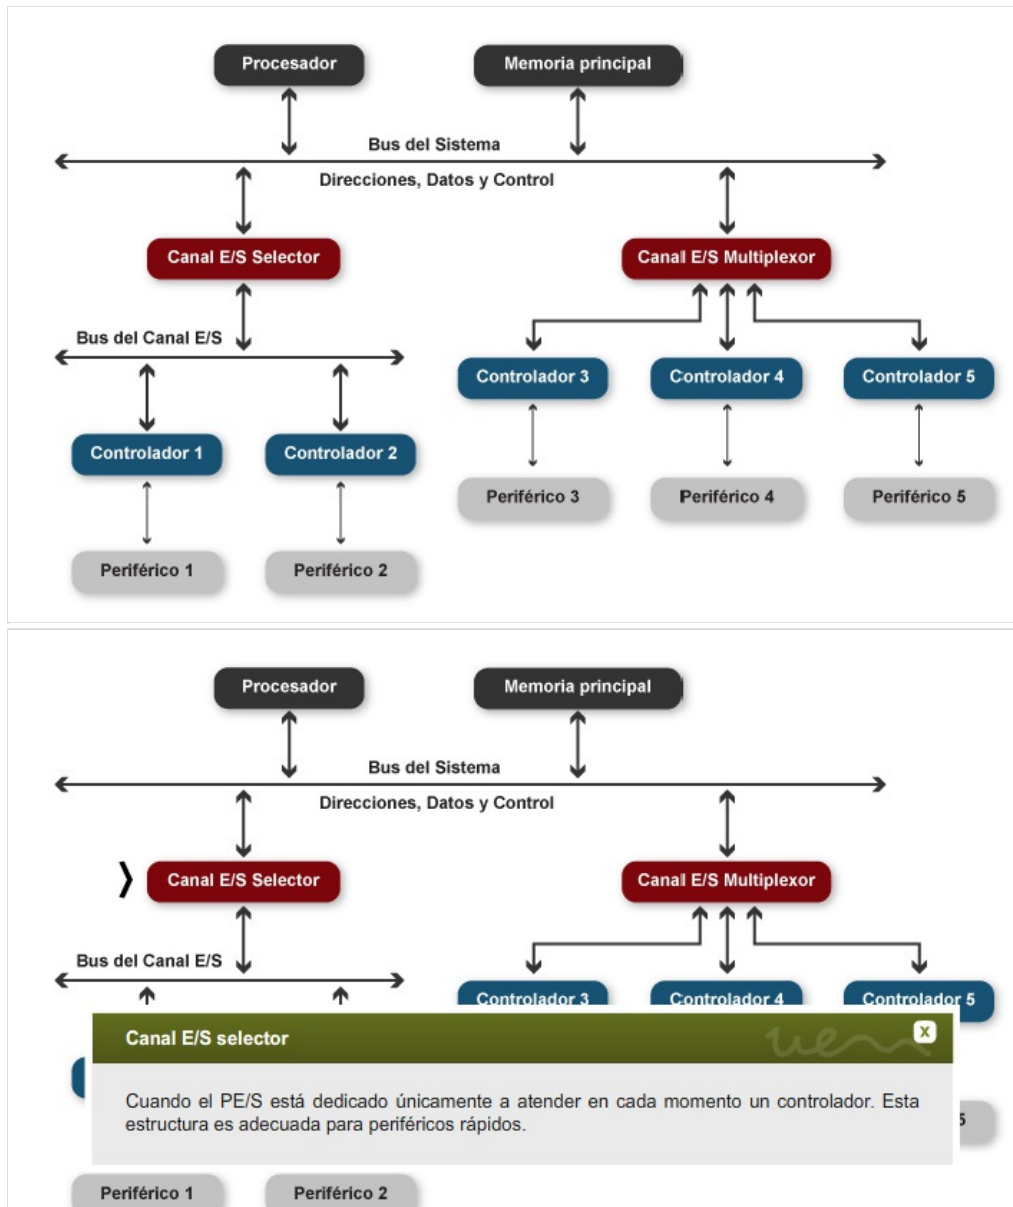 Procesador
Memoria principal
Bus del Sistema
Direcciones, Datos y Control
Canal E/S Selector
Canal E/S Multiplexor
Bus del Canal E/S
Controlador 3
Controlador 4
Controlador 5
Controlador 1
Controlador 2
Periférico 3
Periférico 4
Periférico 5
Periférico 1
Periférico 2
Procesador
Memoria principal
Bus del Sistema
Direcciones, Datos y Control
Canal E/S Selector
Canal E/S Multiplexor
Bus del Canal E/S
Controlador 3
Controlador 4
Controlador 5
Canal E/S selector
uem
X
Cuando el PE/S está dedicado únicamente a atender en cada momento un controlador. Esta
estructura es adecuada para periféricos rápidos.
5
Periférico 1
Periférico 2